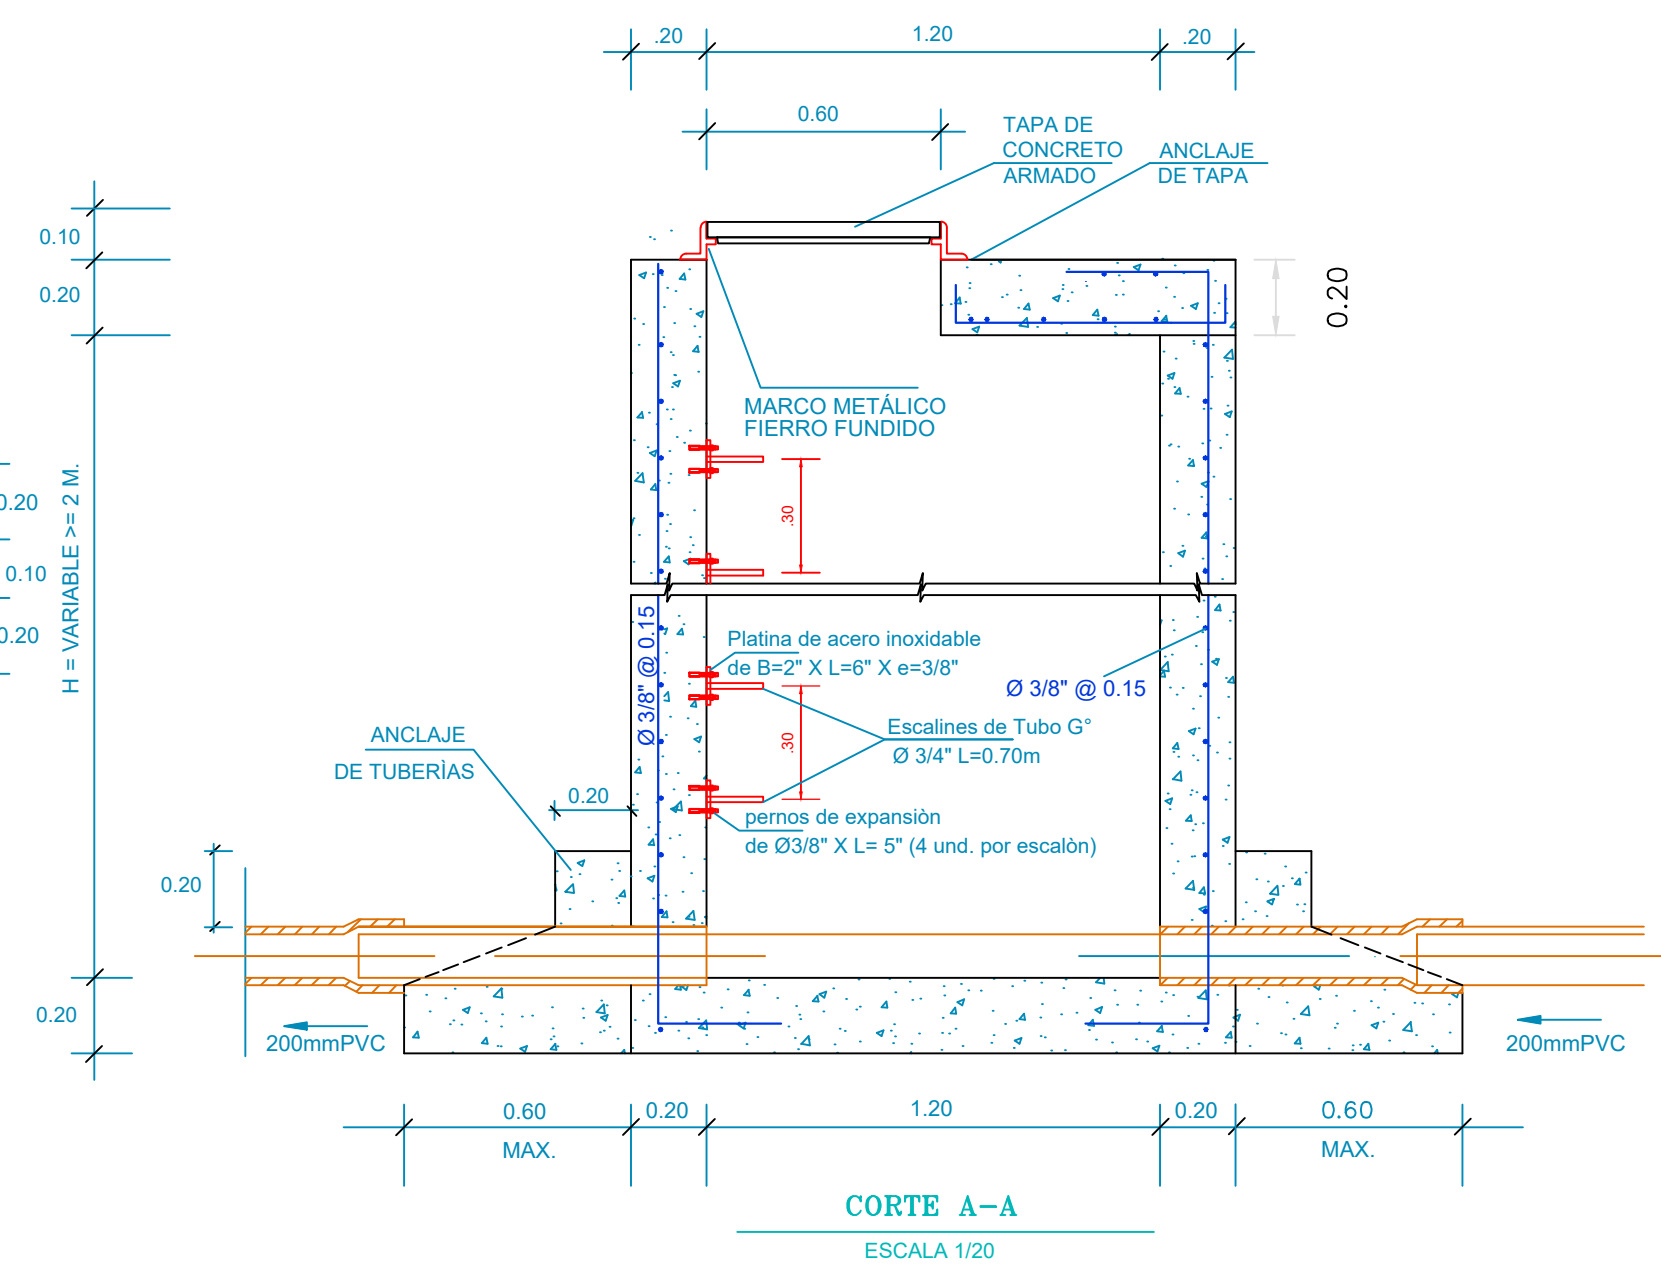 .20
1.20
.20
0.60
TAPA DE
CONCRETO
ARMADO
ANCLAJE
DE TAPA
0.10
0.20
0.20
MARCO METÁLICO
FIERRO FUNDIDO
H = VARIABLE >= 2 M.
0.20
0.10
0.20
.30
Ø 3/8" @ 0.15
Platina de acero inoxidable
de B=2" X L=6" X e=3/8"
Ø 3/8" @ 0.15
Escalines de Tubo G°
Ø 3/4" L=0.70m
.30
ANCLAJE
DE TUBERÌAS
0.20
pernos de expansiòn
de Ø3/8" X L= 5" (4 und. por escalòn)
0.20
0.20
200mmPVC
200mmPVC
0.60
MAX.
0.20
1.20
0.20
0.60
MAX.
CORTE A-A
ESCALA 1/20